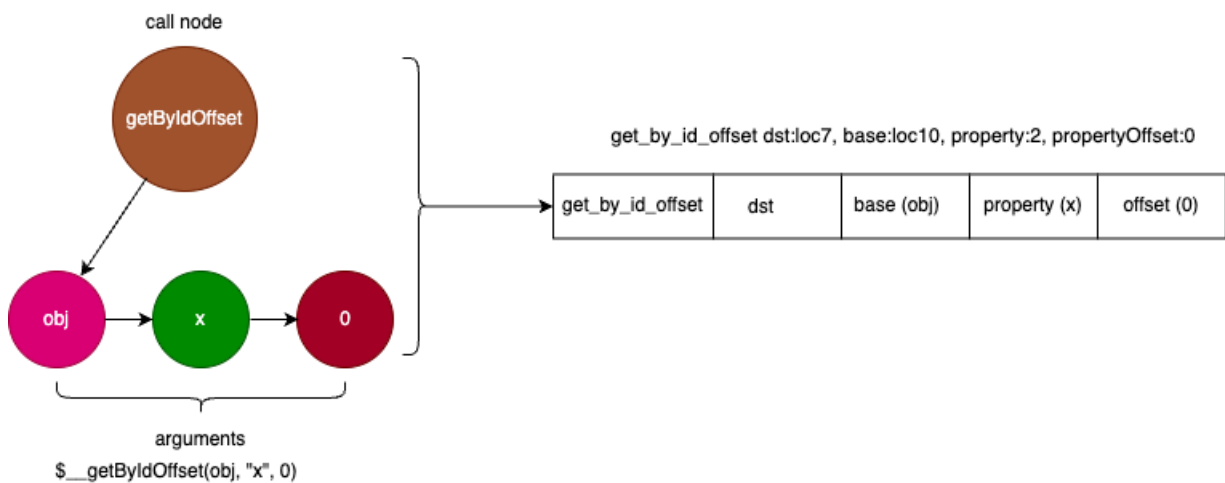 call node
getByIdOffset
obj
x
0
arguments
$__getByIdOffset(obj, "x", 0)
get_by_id_offset dst:loc7, base:loc10, property:2, propertyOffset:0
get_by_id_offset dst base (obj) property (x) offset (0)